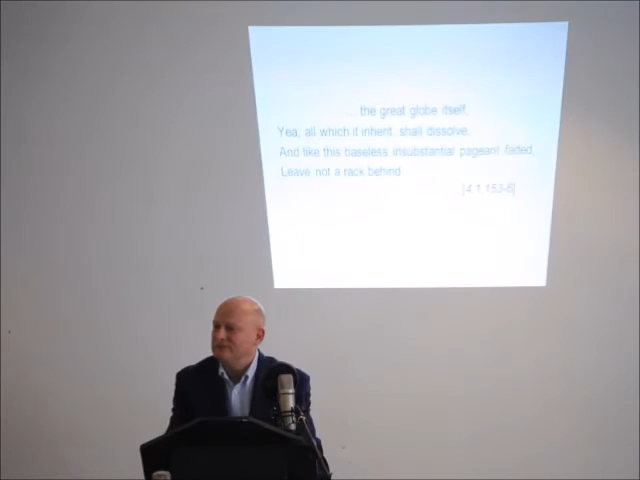 the great globe itself,
Yea, all which it inherit, shall dissolve,
And like this baseless insubstantial pageant faded,
Leave not a rack behind
[4.1.153-6]